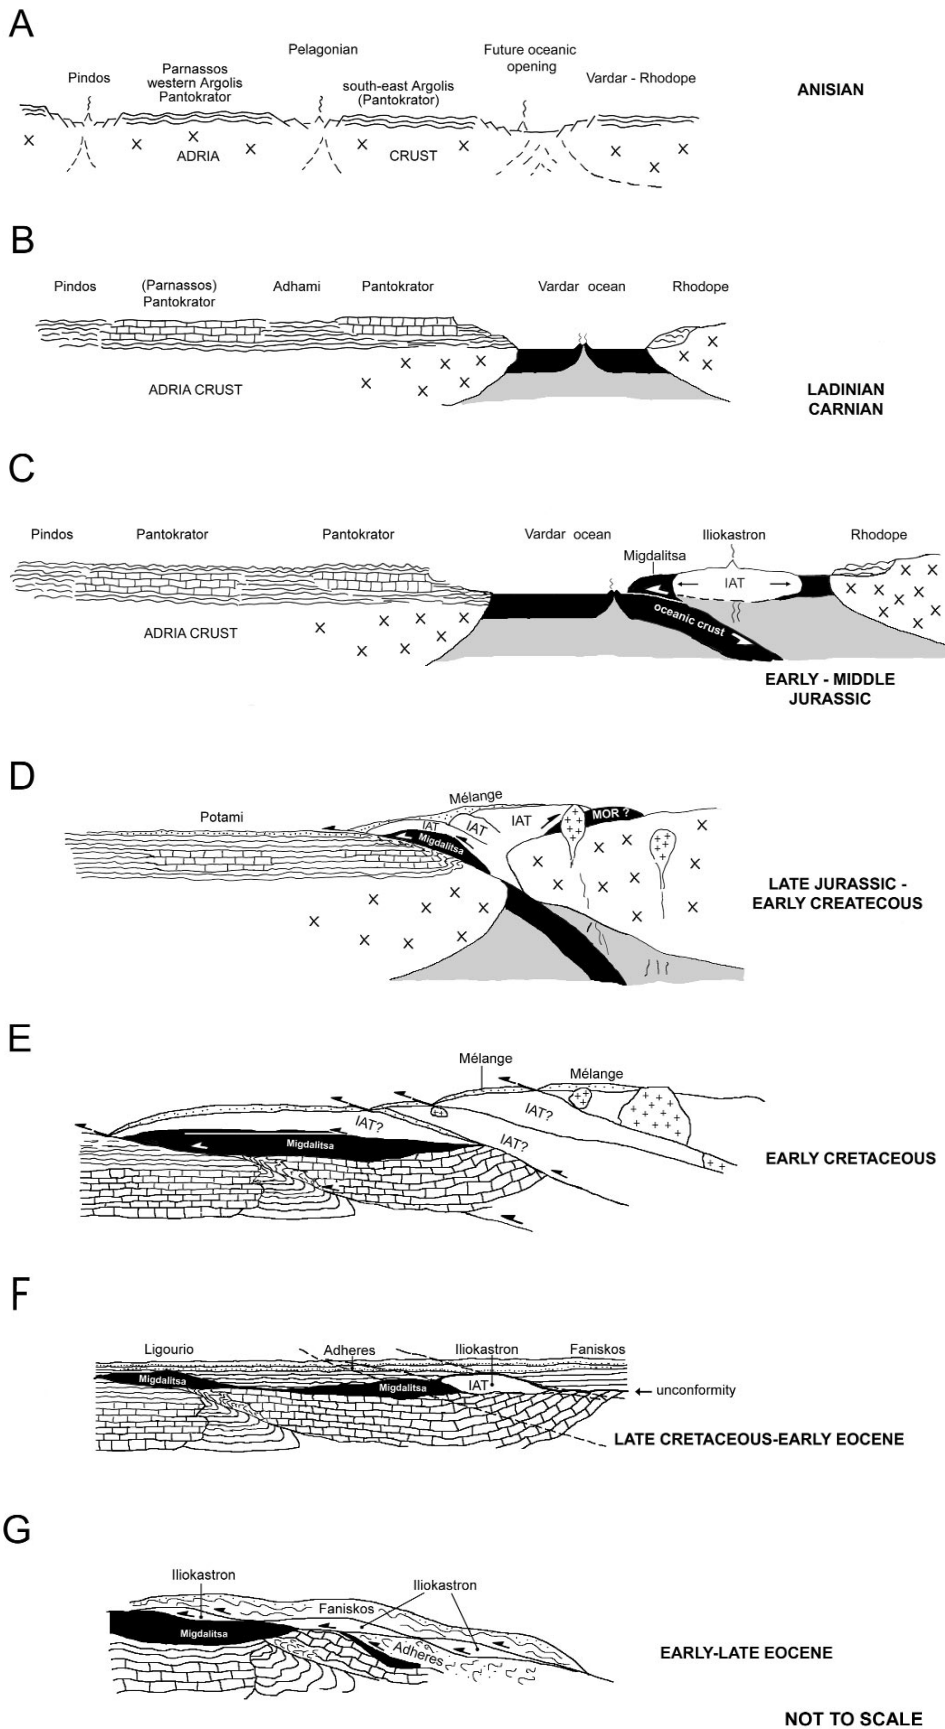 A
Pelagonian
Future oceanic
opening
Pindos
Parnassos
western Argolis
Pantokrator
south-east Argolis
(Pantokrator)
Vardar - Rhodope
ANISIAN
ADRIA
CRUST
B
Pindos
(Parnassos)
Pantokrator
Adhami
Pantokrator
Vardar ocean
Rhodope
ADRIA CRUST
LADINIAN
CARNIAN
C
Pindos
Pantokrator
Pantokrator
Vardar ocean
Migdalitsa
Iliokastron
Rhodope
IAT
oceanic crust
ADRIA CRUST
EARLY - MIDDLE
JURASSIC
D
Mélange
Potami
IAT
IAT
IAT
MOR ?
Migdalitsa
LATE JURASSIC -
EARLY CREATECOUS
E
Mélange
Mélange
IAT?
IAT?
IAT?
Migdalitsa
EARLY CRETACEOUS
F
Ligourio
Adheres
Iliokastron
Faniskos
Migdalitsa
Migdalitsa
IAT
unconformity
LATE CRETACEOUS-EARLY EOCENE
G
Iliokastron
Iliokastron
Faniskos
Migdalitsa
Adheres
EARLY-LATE EOCENE
NOT TO SCALE